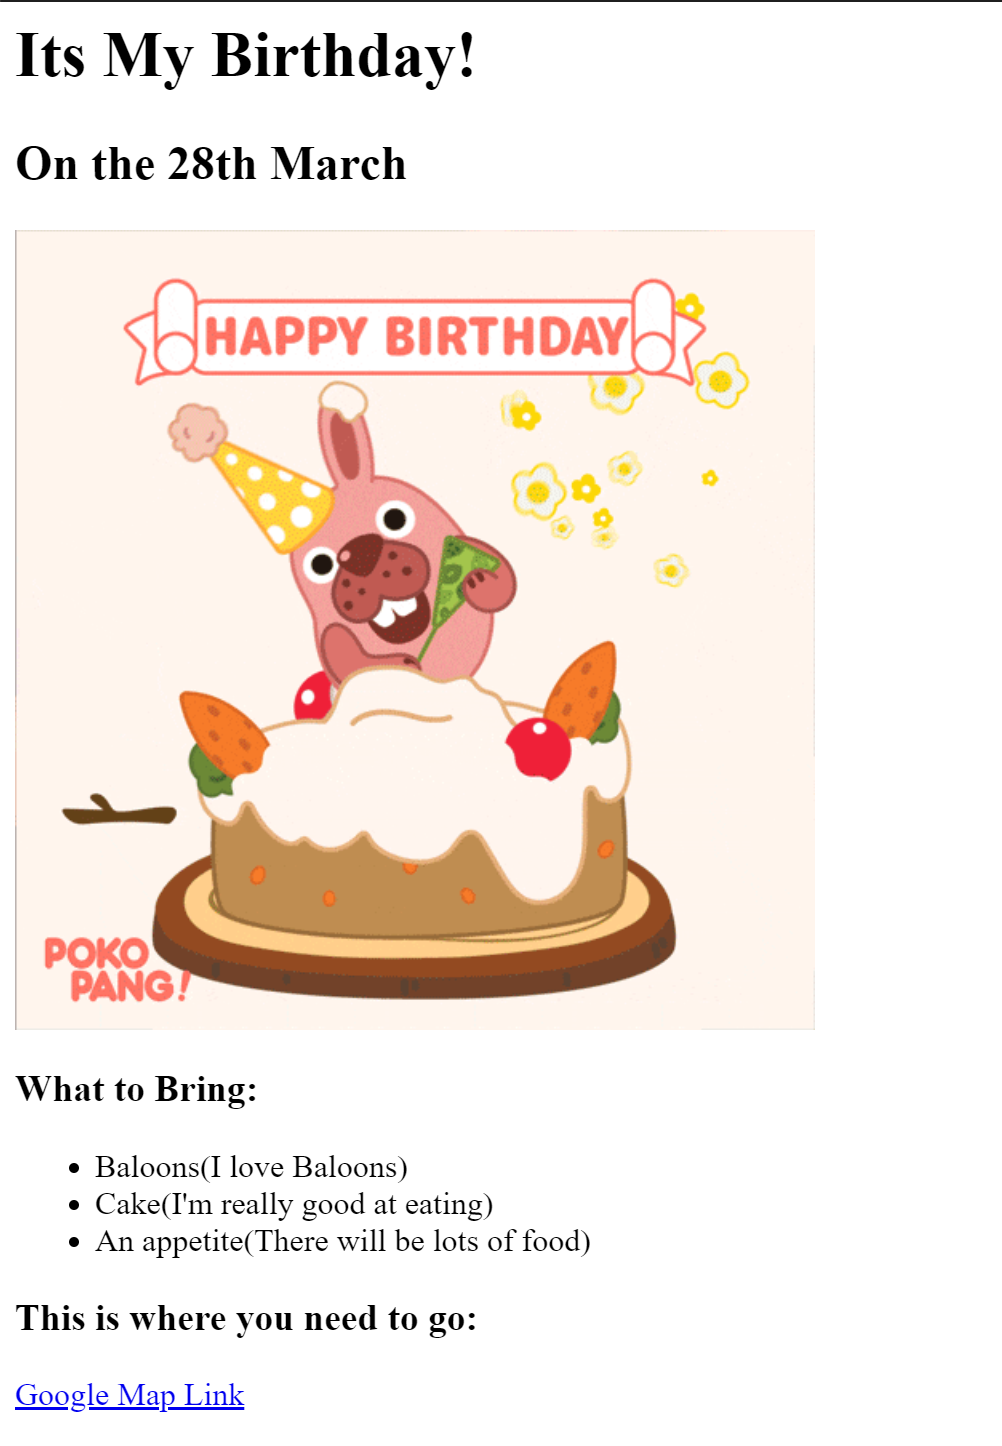 Its My Birthday!
On the 28th March
HAPPY BIRTHDAY
POKO
PANG!
What to Bring:
Baloons(I love Baloons)
Cake(I'm really good at eating)
An appetite(There will be lots of food)
This is where you need to go:
Google Map Link